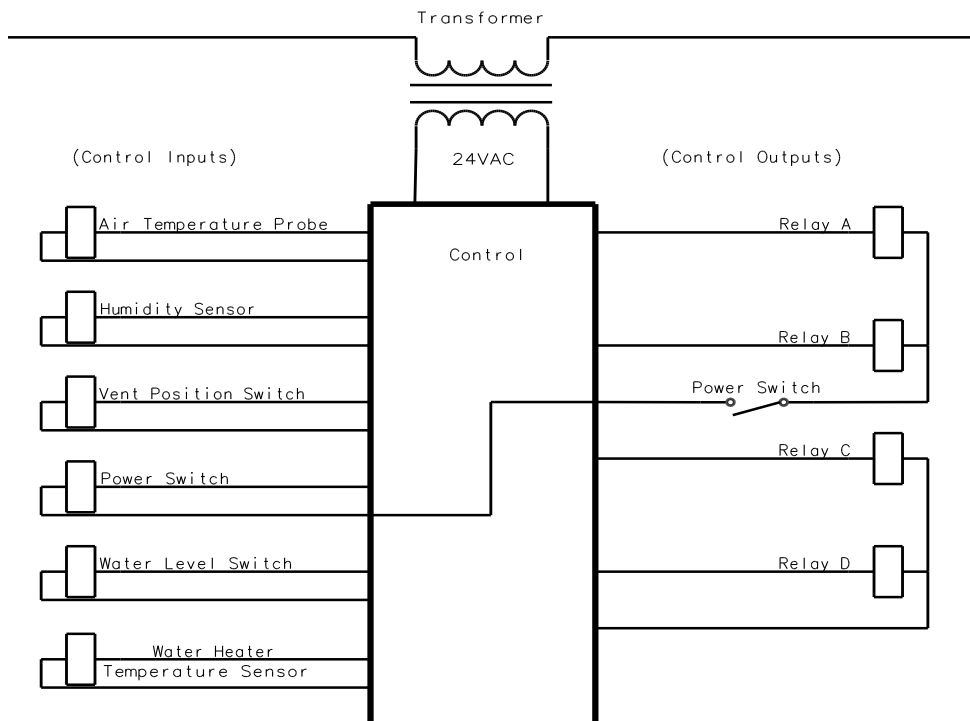 Transformer
24VAC
(Control Inputs)
(Control Outputs)
Control
Air Temperature Probe
Humidity Sensor
Vent Position Switch
Power Switch
Water Level Switch
Water Heater
Temperature Sensor
Relay A
Relay B
Power Switch
Relay C
Relay D